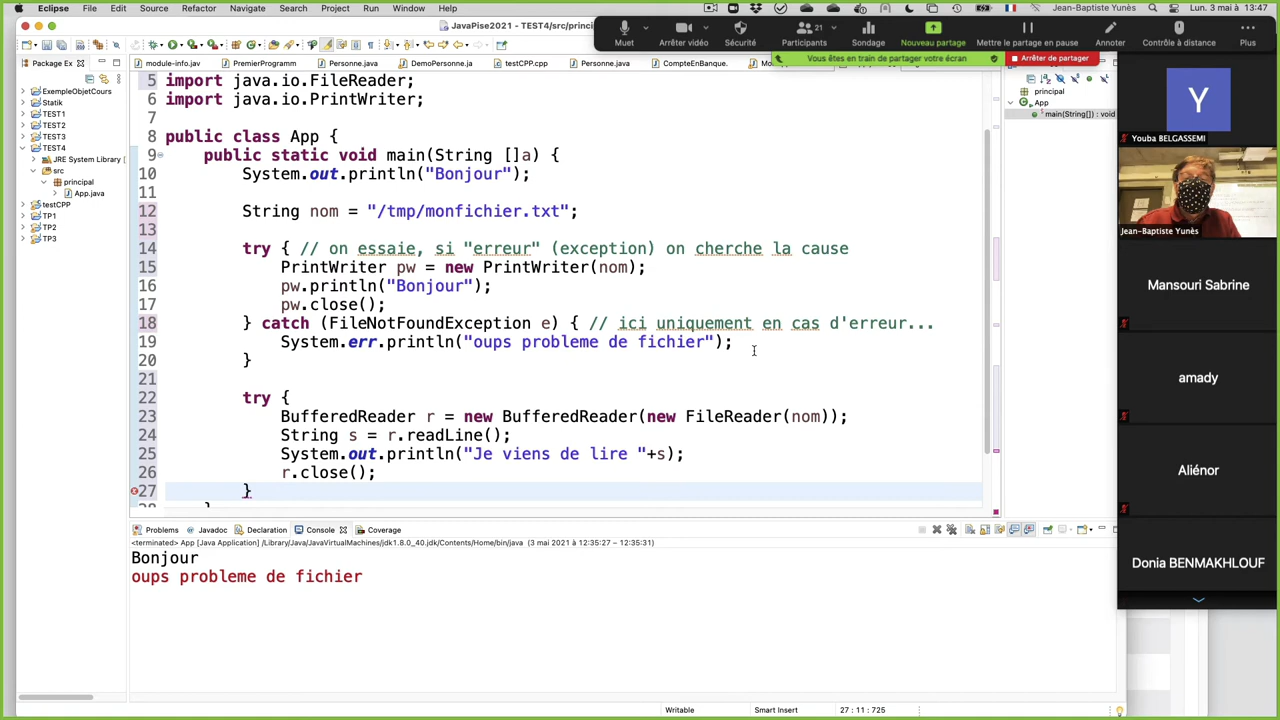 Eclipse File Edit Source Refactor Navigate Search Project Run Window Help Jean-Baptiste Yunès Lun. 3 mai à 13:47
JavaPise2021 - TEST4/src/princi
Muet Arrêter vidéo Sécurité Participants 21 Sondage Nouveau partage Mettre le partage en pause Annoter Contrôle à distance Plus
Vous êtes en train de partager votre écran Arrêter de partager
Package Ex
module-info.jav PremierProgramm Personne.jav DemoPersonne.ja testCPP.cpp Personne.jav CompteEnBanque.
ExempleObjetCours
Statik
TEST1
TEST2
TEST3
TEST4
JRE System Library
src
principal
App.java
testCPP
TP1
TP2
TP3
5 import java.io.FileReader;
6 import java.io.PrintWriter;
7
8 public class App {
9 public static void main(String []a) {
10 System.out.println("Bonjour");
11
12 String nom = "/tmp/monfichier.txt";
13
14 try { // on essaie, si "erreur" (exception) on cherche la cause
15 PrintWriter pw = new PrintWriter(nom);
16 pw.println("Bonjour");
17 pw.close();
18 } catch (FileNotFoundException e) { // ici uniquement en cas d'erreur...
19 System.err.println("oups probleme de fichier");
20 }
21
22 try {
23 BufferedReader r = new BufferedReader(new FileReader(nom));
24 String s = r.readLine();
25 System.out.println("Je viens de lire "+s);
26 r.close();
27 }
28 }
principal
App
main(String[]) : void
Problems Javadoc Declaration Console Coverage
<terminated> App [Java Application] /Library/Java/JavaVirtualMachines/jdk1.8.0_40.jdk/Contents/Home/bin/java (3 mai 2021 à 12:35:27 – 12:35:31)
Bonjour
oups probleme de fichier
Writable Smart Insert 27 : 11 : 725
Y
Youba BELGASSEMI
Jean-Baptiste Yunès
Mansouri Sabrine
amady
Aliénor
Donia BENMAKHLOUF